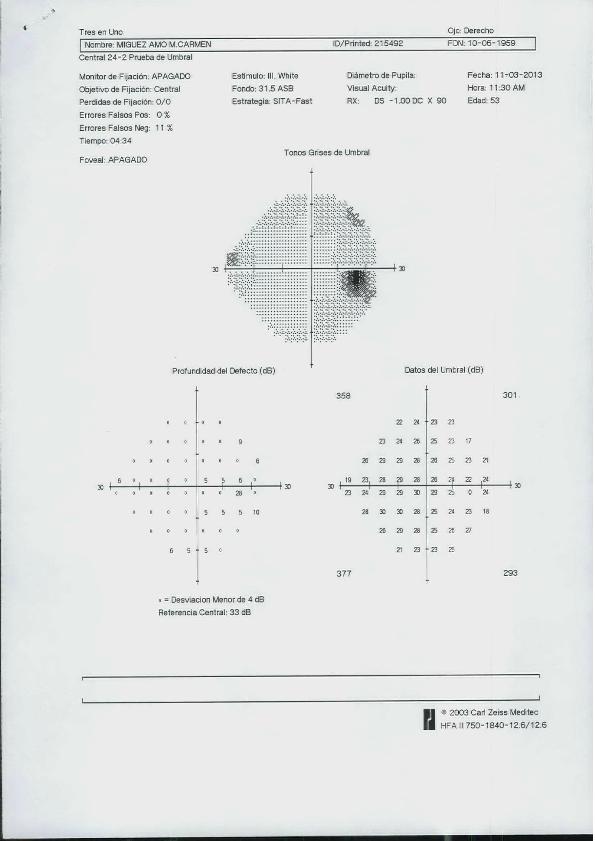 Tres en Uno Ojo: Derecho
Nombre: MIGUEZ AMO M.CARMEN ID/Printed: 215492 FDN: 10-06-1959
Central 24-2 Prueba de Umbral
Monitor de Fijación: APAGADO Estimulo: III, White Diámetro de Pupila: Fecha: 11-03-2013
Objetivo de Fijación: Central Fondo: 31.5 ASB Visual Acuity: Hora: 11:30 AM
Perdidas de Fijación: 0/0 Estrategia: SITA-Fast RX: DS -1.00 DC X 90 Edad: 53
Errores Falsos Pos: 0 %
Errores Falsos Neg: 11 %
Tiempo: 04:34
Foveal: APAGADO
Tonos Grises de Umbral
30 30
Profundidad del Defecto (dB) Datos del Umbral (dB)
358 301
o o o o 22 24 23 23
o o o o o 9 23 24 26 25 23 17
o o o o o o o 6 26 29 29 28 26 25 23 21
6 o o o 5 5 6 o 19 23 28 29 28 26 24 22 24
30 30 30 30
o o o o o o o 28 o 23 24 29 29 30 29 25 0 24
o o o o 5 5 5 10 28 30 30 28 25 24 23 18
o o o o o o 26 29 28 25 26 27
6 5 5 o 21 23 23 25
377 293
o = Desviacion Menor de 4 dB
Referencia Central: 33 dB
© 2003 Carl Zeiss Meditec
HFA II 750-1840-12.6/12.6